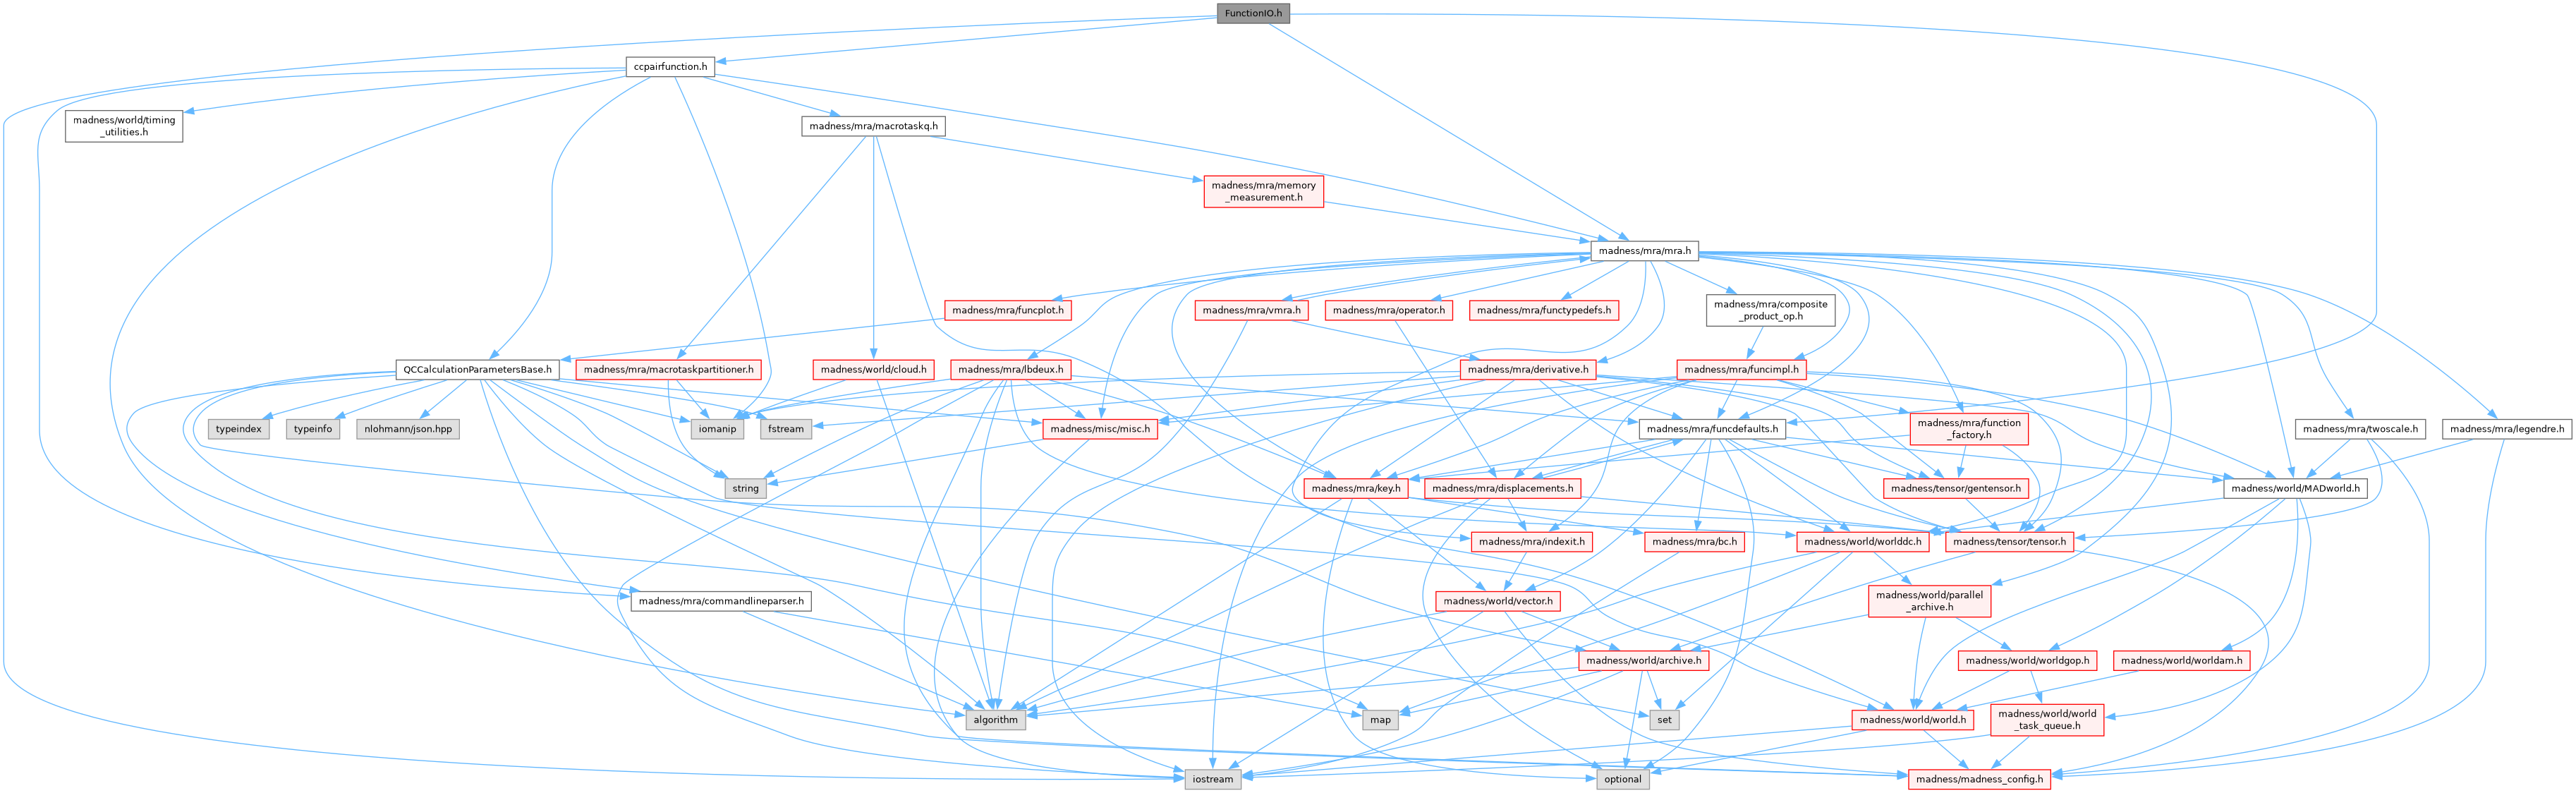 FunctionIO.h
ccpairfunction.h
madness/world/timing
_utilities.h
madness/mra/macrotaskq.h
madness/mra/memory
_measurement.h
madness/mra/mra.h
madness/mra/funcplot.h
madness/mra/vmra.h
madness/mra/operator.h
madness/mra/functypedefs.h
madness/mra/composite
_product_op.h
QCCalculationParametersBase.h
madness/mra/macrotaskpartitioner.h
madness/world/cloud.h
madness/mra/lbdeux.h
madness/mra/derivative.h
madness/mra/funcimpl.h
typeindex
typeinfo
nlohmann/json.hpp
iomanip
fstream
madness/misc/misc.h
madness/mra/funcdefaults.h
madness/mra/function
_factory.h
madness/mra/twoscale.h
madness/mra/legendre.h
string
madness/mra/key.h
madness/mra/displacements.h
madness/tensor/gentensor.h
madness/world/MADworld.h
madness/mra/indexit.h
madness/mra/bc.h
madness/world/worlddc.h
madness/tensor/tensor.h
madness/mra/commandlineparser.h
madness/world/vector.h
madness/world/parallel
_archive.h
madness/world/archive.h
madness/world/worldgop.h
madness/world/worldam.h
algorithm
map
set
madness/world/world.h
madness/world/world
_task_queue.h
iostream
optional
madness/madness_config.h